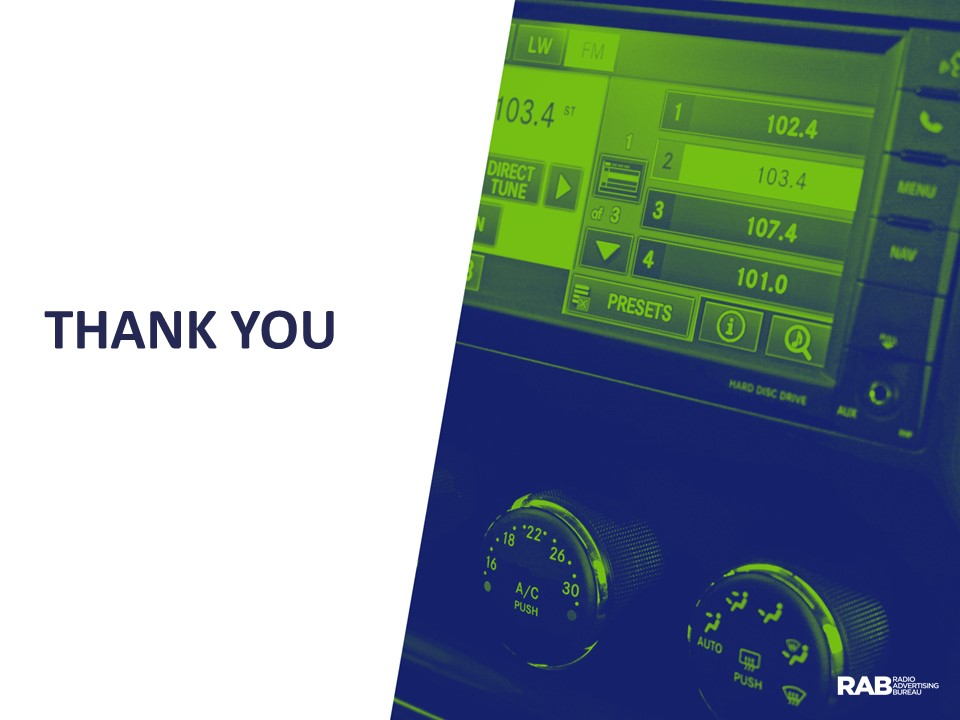 THANK YOU
LW FM
103.4 ST
DIRECT
TUNE
1
of 3
1 102.4
2 103.4
3 107.4
4 101.0
PRESETS
MENU
NAV
HARD DISC DRIVE
AUX
16 18 22 26 30
A/C
PUSH
AUTO
PUSH
RAB RADIO
ADVERTISING
BUREAU